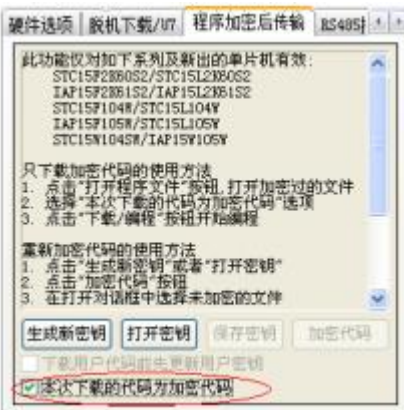 硬件选项 脱机下载/U7 程序加密后传输 RS485
此功能仅对如下系列及新出的单片机有效:
STC15F2K60S2/STC15L2K60S2
IAP15F2K61S2/IAP15L2K61S2
STC15F104W/STC15L104W
IAP15F105W/STC15L105W
STC15W104W/IAP15W105W
只下载加密代码的使用方法
1. 点击"打开程序文件"按钮,打开加密过的文件
2. 选择"本次下载的代码为加密代码"选项
3. 点击"下载/编程"按钮开始编程
重新加密代码的使用方法
1. 点击"生成新密钥"或者"打开密钥"
2. 点击"加密代码"按钮
3. 在打开对话框中选择未加密的文件
生成新密钥 打开密钥 保存密钥 加密代码
下载用户代码前先更新用户密钥
本次下载的代码为加密代码